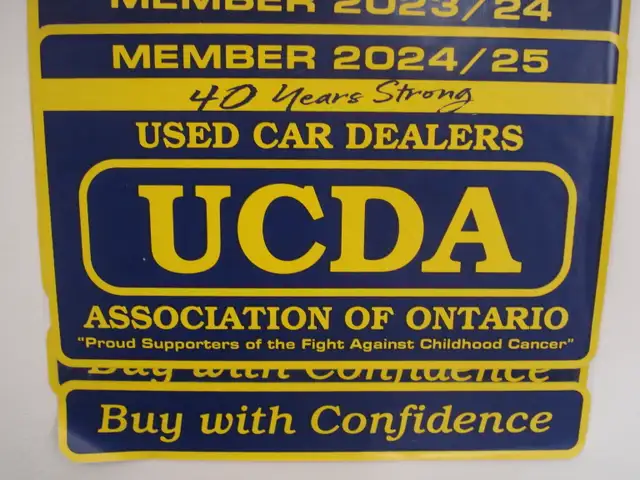 MEMBER 2023/24
MEMBER 2024/25
40 Years Strong
USED CAR DEALERS
UCDA
ASSOCIATION OF ONTARIO
"Proud Supporters of the Fight Against Childhood Cancer"
Buy with Confidence
Buy with Confidence